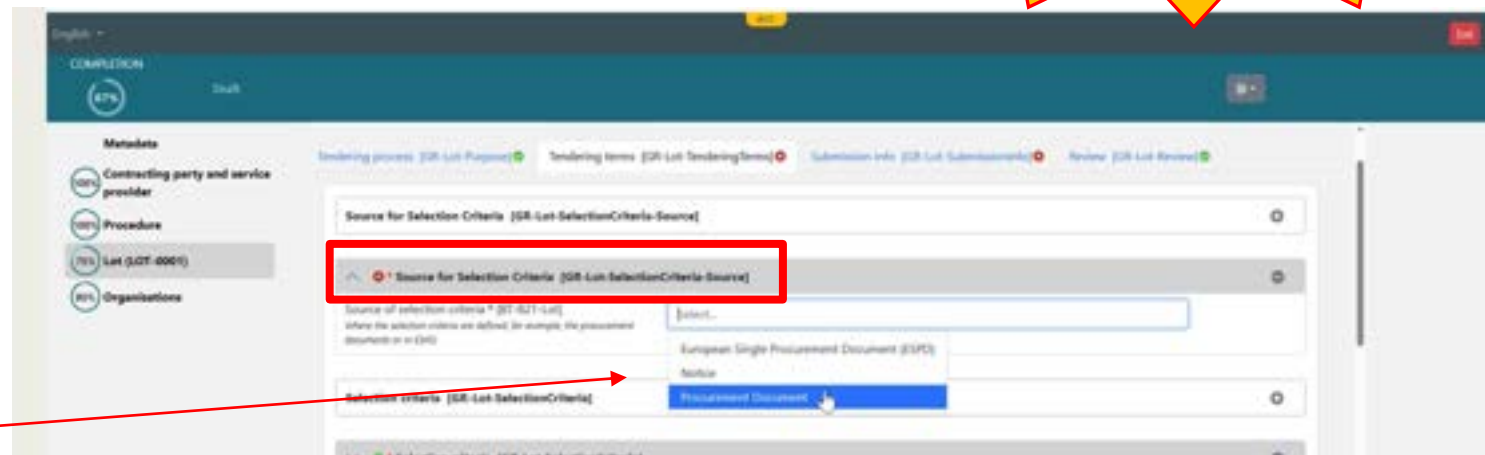 English
Exit
COMPLETION
67%
Draft
Metadata
100% Contracting party and service provider
100% Procedure
Lot (LOT-0001)
Organisations
Tendering process [GR-Lot-Purpose]
Tendering terms [GR-Lot-TenderingTerms]
Submission info [GR-Lot-SubmissionInfo]
Review [GR-Lot-Review]
Source for Selection Criteria [GR-Lot-SelectionCriteria-Source]
* Source for Selection Criteria [GR-Lot-SelectionCriteria-Source]
Source of selection criteria * [BT-821-Lot]
Where the selection criteria are defined, for example, the procurement
documents or in
Select...
European Single Procurement Document (ESPD)
Notice
Procurement Document
Selection criteria [GR-Lot-SelectionCriteria]